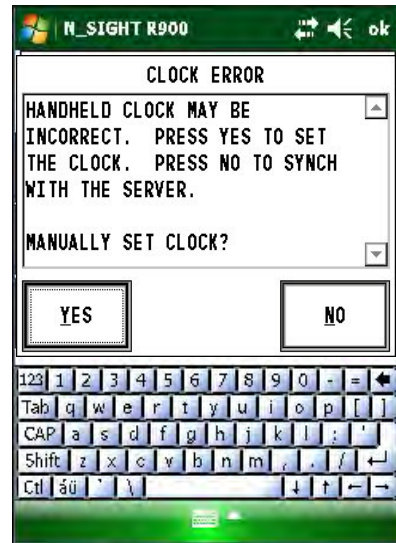 N_SIGHT R900 ok
CLOCK ERROR
HANDHELD CLOCK MAY BE
INCORRECT. PRESS YES TO SET
THE CLOCK. PRESS NO TO SYNCH
WITH THE SERVER.
MANUALLY SET CLOCK?
YES NO
123 1 2 3 4 5 6 7 8 9 0 - =
Tab q w e r t y u i o p [ ]
CAP a s d f g h j k l ; '
Shift z x c v b n m , . /
Ctl áü ` \